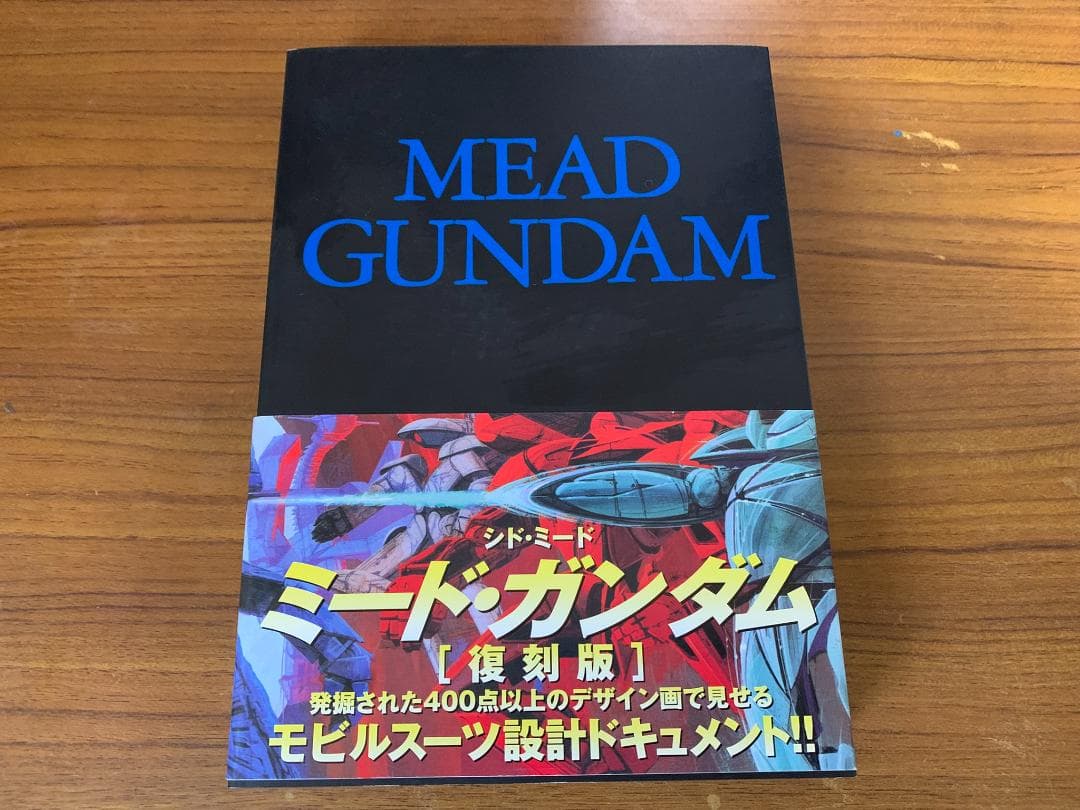 MEAD
GUNDAM
シド・ミード
ミード・ガンダム
[復刻版]
発掘された400点以上のデザイン画で見せる
モビルスーツ設計ドキュメント!!